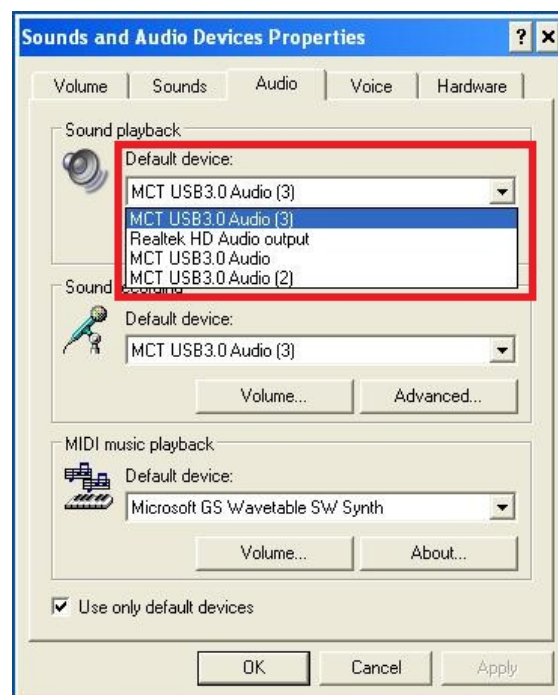 Sounds and Audio Devices Properties
Volume Sounds Audio Voice Hardware
Sound playback
Default device:
MCT USB3.0 Audio (3)
MCT USB3.0 Audio (3)
Realtek HD Audio output
MCT USB3.0 Audio
MCT USB3.0 Audio (2)
Sound recording
Default device:
MCT USB3.0 Audio (3)
Volume... Advanced...
MIDI music playback
Default device:
Microsoft GS Wavetable SW Synth
Volume... About...
Use only default devices
OK Cancel Apply